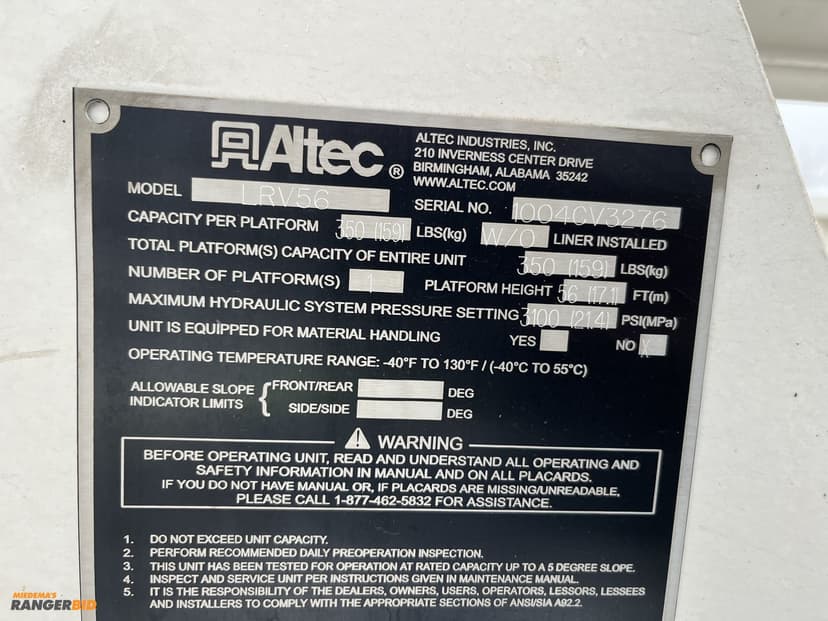 Altec®
ALTEC INDUSTRIES, INC.
210 INVERNESS CENTER DRIVE
BIRMINGHAM, ALABAMA 35242
WWW.ALTEC.COM
MODEL LRV56 SERIAL NO. 1004CV3276
CAPACITY PER PLATFORM 350 (159) LBS(kg) W/O LINER INSTALLED
TOTAL PLATFORM(S) CAPACITY OF ENTIRE UNIT 350 (159) LBS(kg)
NUMBER OF PLATFORM(S) 1 PLATFORM HEIGHT 56 (17.1) FT(m)
MAXIMUM HYDRAULIC SYSTEM PRESSURE SETTING 3100 (21.4) PSI(MPa)
UNIT IS EQUIPPED FOR MATERIAL HANDLING YES NO X
OPERATING TEMPERATURE RANGE: -40°F TO 130°F / (-40°C TO 55°C)
ALLOWABLE SLOPE INDICATOR LIMITS { FRONT/REAR DEG
SIDE/SIDE DEG
WARNING
BEFORE OPERATING UNIT, READ AND UNDERSTAND ALL OPERATING AND
SAFETY INFORMATION IN MANUAL AND ON ALL PLACARDS.
IF YOU DO NOT HAVE MANUAL OR, IF PLACARDS ARE MISSING/UNREADABLE,
PLEASE CALL 1-877-462-5832 FOR ASSISTANCE.
1. DO NOT EXCEED UNIT CAPACITY.
2. PERFORM RECOMMENDED DAILY PREOPERATION INSPECTION.
3. THIS UNIT HAS BEEN TESTED FOR OPERATION AT RATED CAPACITY UP TO A 5 DEGREE SLOPE.
4. INSPECT AND SERVICE UNIT PER INSTRUCTIONS GIVEN IN MAINTENANCE MANUAL.
5. IT IS THE RESPONSIBILITY OF THE DEALERS, OWNERS, USERS, OPERATORS, LESSORS, LESSEES
AND INSTALLERS TO COMPLY WITH THE APPROPRIATE SECTIONS OF ANSI/SIA A92.2.
MIEDEMA'S
RANGERBID